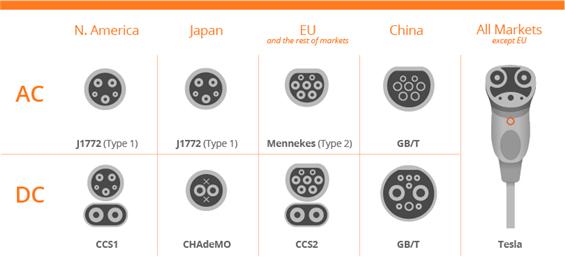 N. America Japan EU China All Markets
and the rest of markets except EU
AC
J1772 (Type 1) J1772 (Type 1) Mennekes (Type 2) GB/T
DC
CCS1 CHAdeMO CCS2 GB/T Tesla